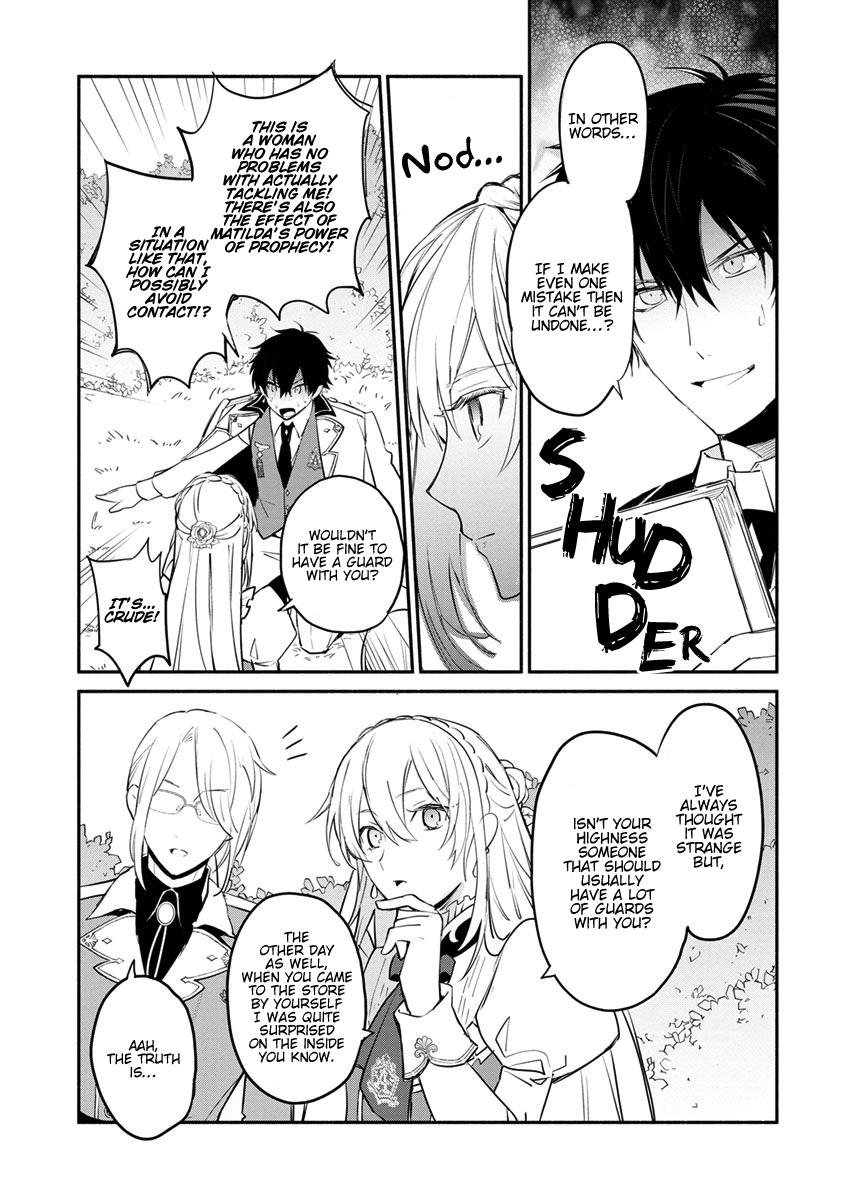 IN OTHER
WORDS...
IF I MAKE
EVEN ONE
MISTAKE THEN
IT CAN'T BE
UNDONE...?
SHUDDER
Nod...
THIS IS
A WOMAN
WHO HAS NO
PROBLEMS
WITH ACTUALLY
TACKLING ME!
THERE'S ALSO
THE EFFECT OF
MATILDA'S POWER
OF PROPHECY!
IN A
SITUATION
LIKE THAT,
HOW CAN I
POSSIBLY
AVOID
CONTACT!?
WOULDN'T
IT BE FINE TO
HAVE A GUARD
WITH YOU?
IT'S...
CRUDE!
I'VE
ALWAYS
THOUGHT
IT WAS
STRANGE
BUT,
ISN'T YOUR
HIGHNESS
SOMEONE
THAT SHOULD
USUALLY
HAVE A LOT
OF GUARDS
WITH YOU?
THE
OTHER DAY
AS WELL,
WHEN YOU CAME
TO THE STORE
BY YOURSELF
I WAS QUITE
SURPRISED
ON THE INSIDE
YOU KNOW.
AAH,
THE TRUTH
IS...